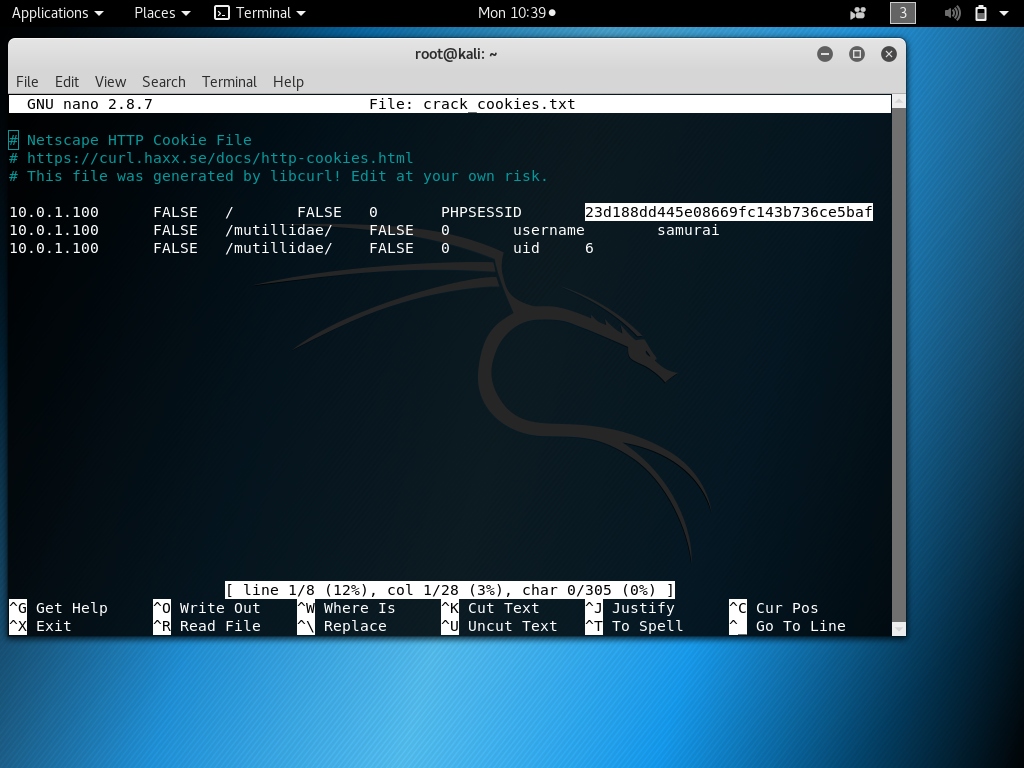 Applications Places Terminal Mon 10:39 3
root@kali: ~
File Edit View Search Terminal Help
GNU nano 2.8.7 File: crack_cookies.txt
# Netscape HTTP Cookie File
# https://curl.haxx.se/docs/http-cookies.html
# This file was generated by libcurl! Edit at your own risk.
10.0.1.100 FALSE / FALSE 0 PHPSESSID 23d188dd445e08669fc143b736ce5baf
10.0.1.100 FALSE /mutillidae/ FALSE 0 username samurai
10.0.1.100 FALSE /mutillidae/ FALSE 0 uid 6
[ line 1/8 (12%), col 1/28 (3%), char 0/305 (0%) ]
^G Get Help ^O Write Out ^W Where Is ^K Cut Text ^J Justify ^C Cur Pos
^X Exit ^R Read File ^\ Replace ^U Uncut Text ^T To Spell ^_ Go To Line